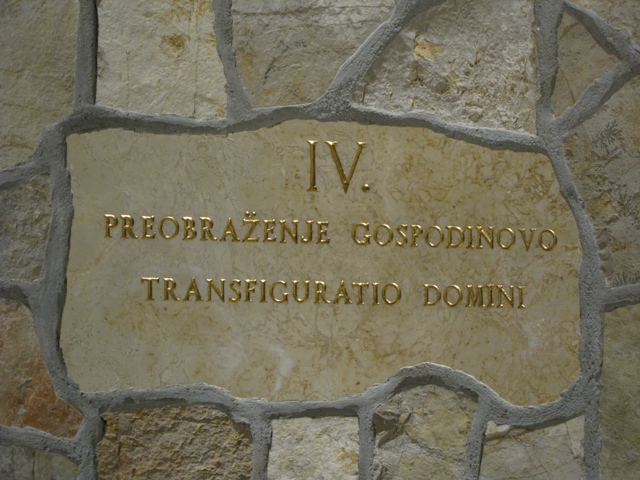 IV.
PREOBRAŽENJE GOSPODINOVO
TRANSFIGURATIO DOMINI